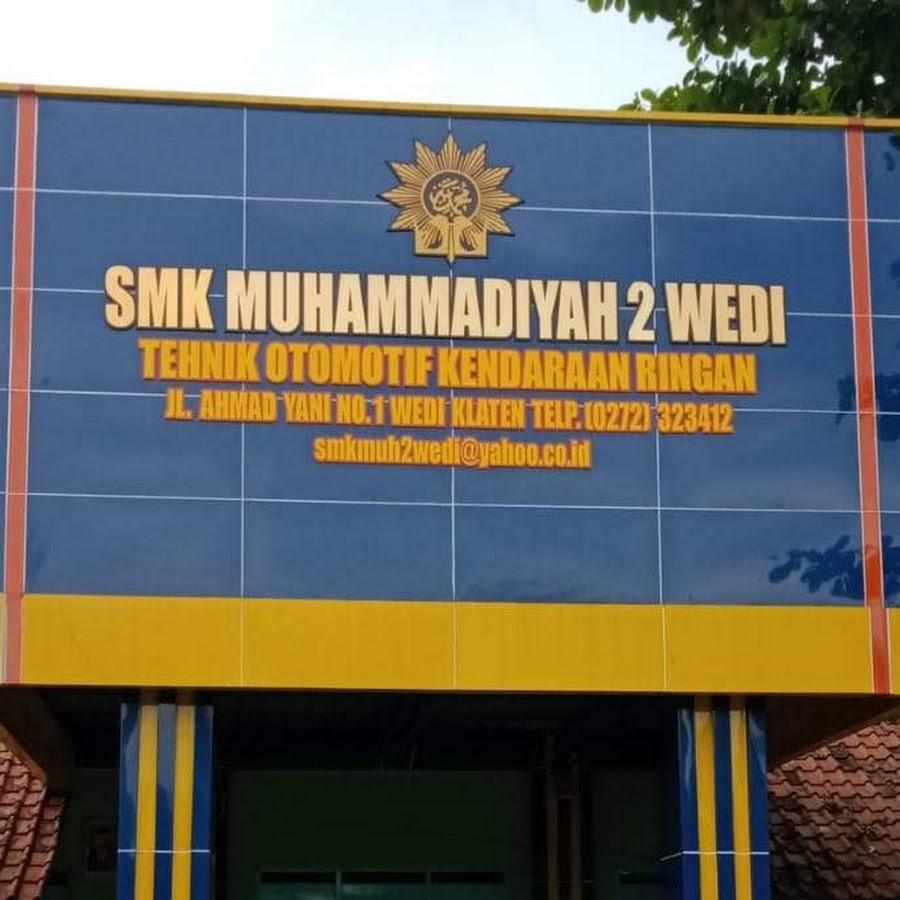 SMK MUHAMMADIYAH 2 WEDI
TEHNIK OTOMOTIF KENDARAAN RINGAN
JL. AHMAD YANI NO. 1 WEDI KLATEN TELP. (0272) 323412
smkmuh2wedi@yahoo.co.id